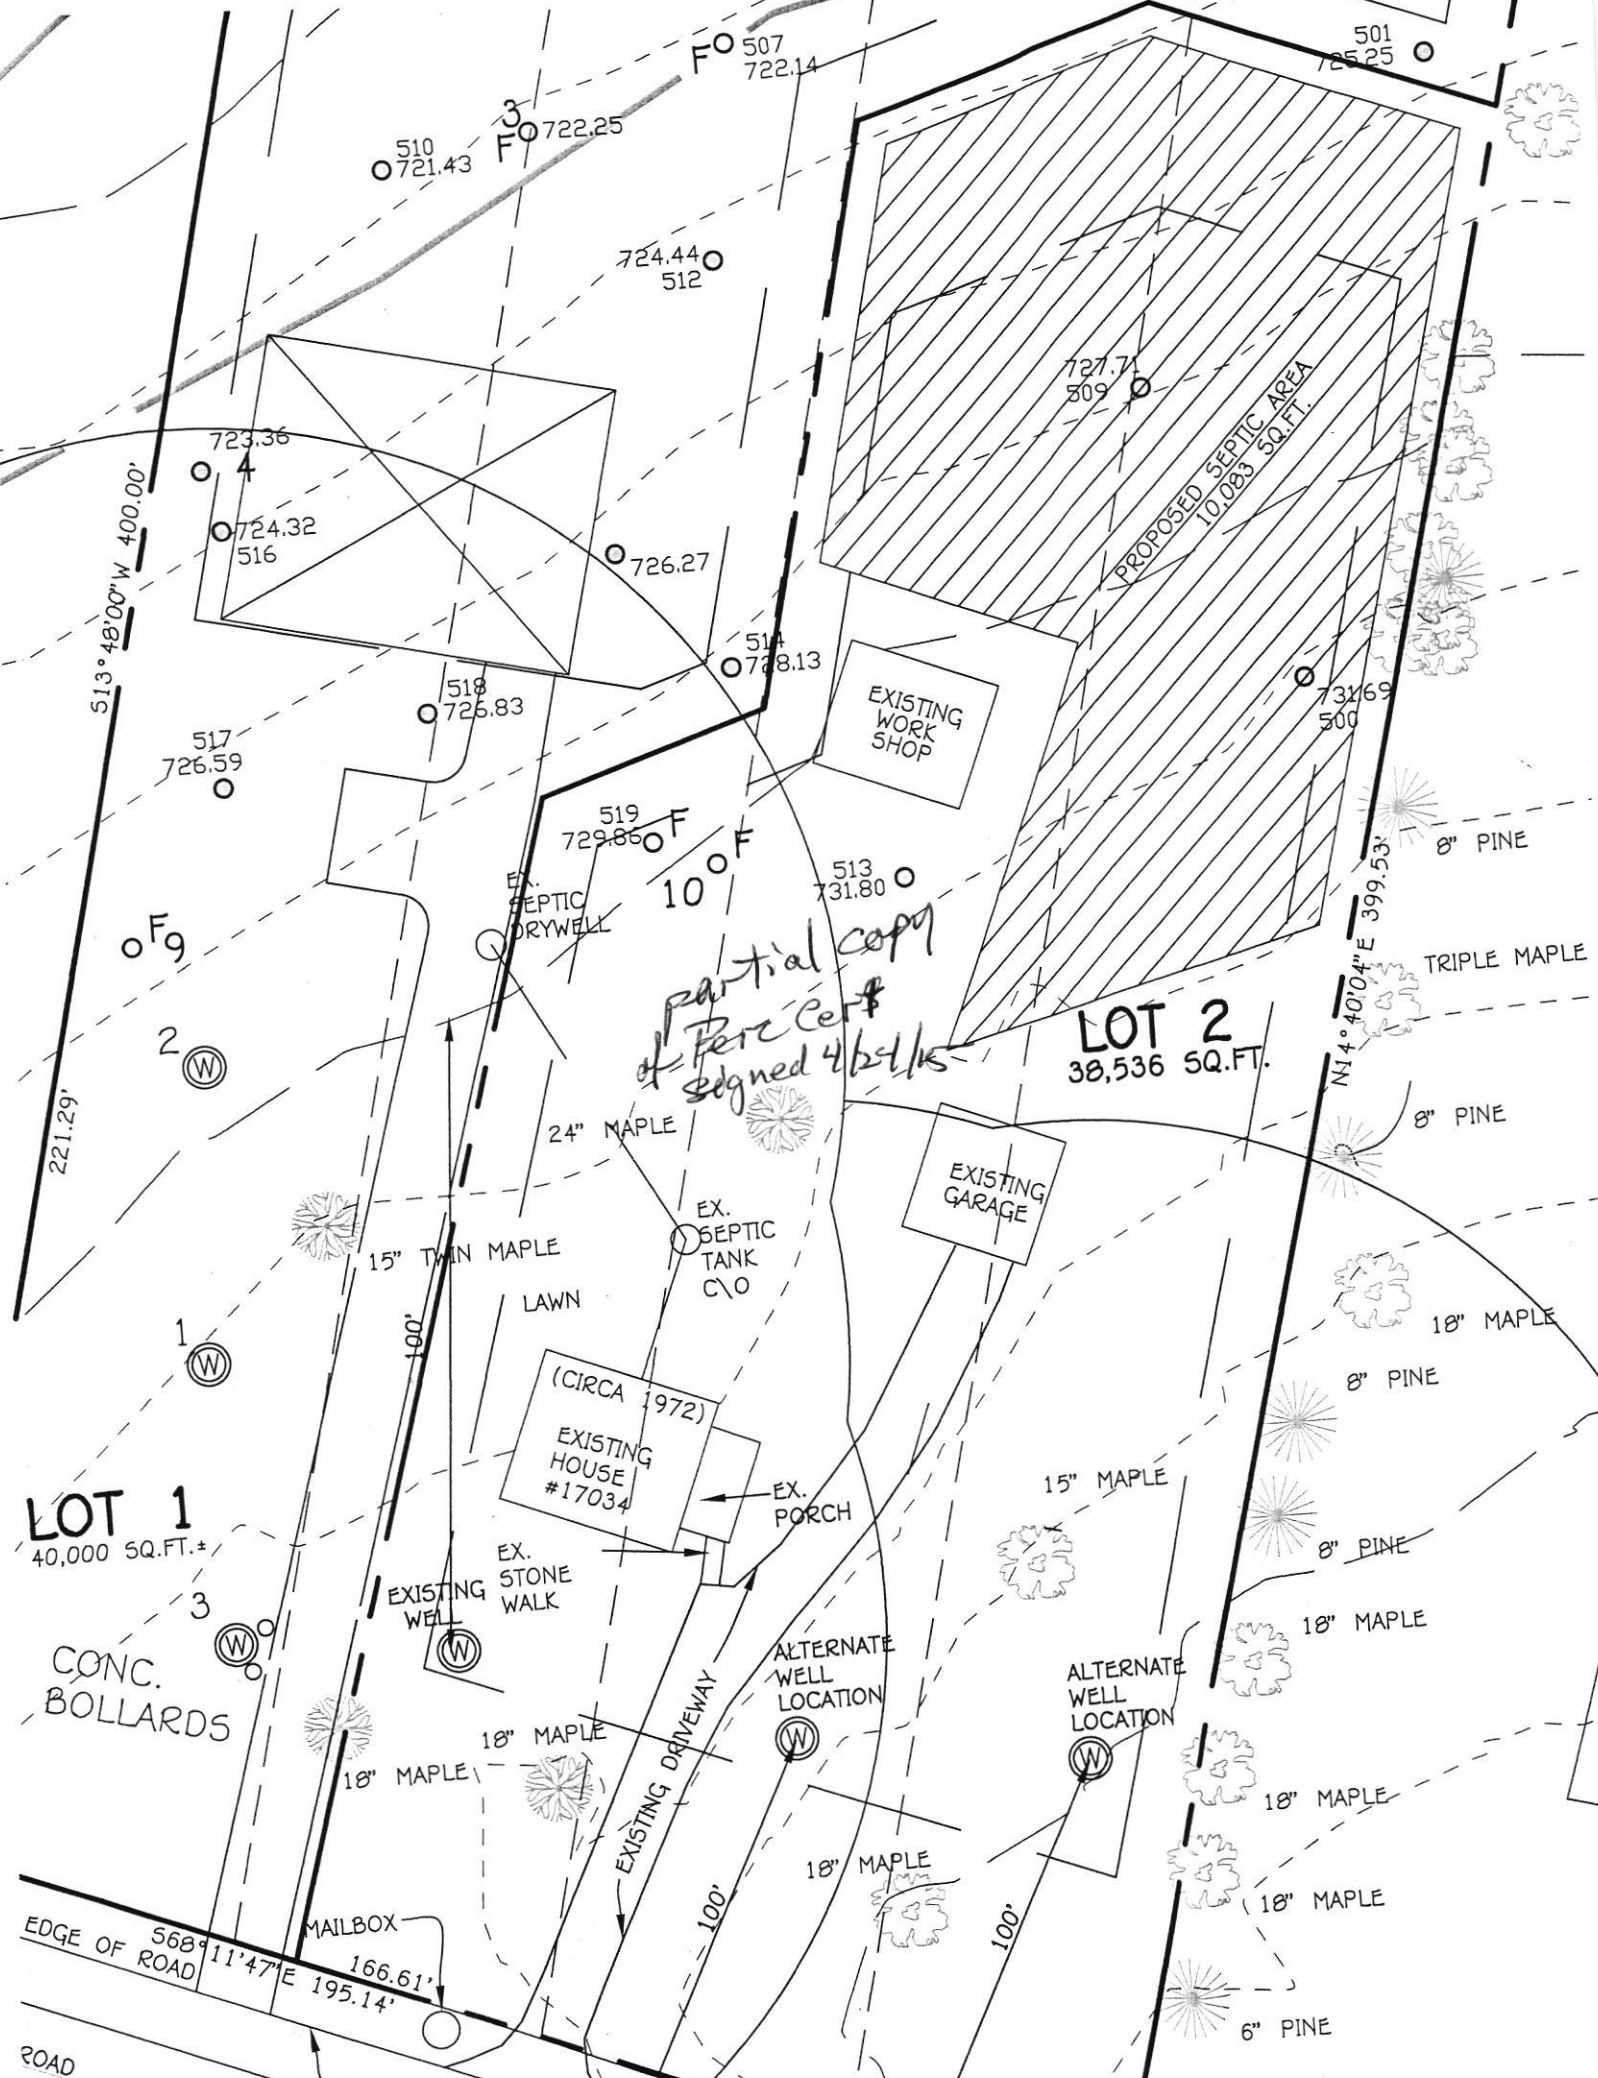 501
725.25
F
507
722.14
3
F
722.25
510
721.43
724.44
512
727.71
509
PROPOSED SEPTIC AREA
10,083 SQ.FT.
723.36
4
724.32
516
726.27
S13°48'00"W 400.00'
514
728.13
EXISTING
WORK
SHOP
731.69
500
518
726.83
517
726.59
519
729.86
F
F
10
513
731.80
8" PINE
EX.
SEPTIC
DRYWELL
F9
partial copy
of Perc Cert
signed 4/24/15
N14°40'04"E 399.53'
TRIPLE MAPLE
LOT 2
38,536 SQ.FT.
2
W
221.29'
24" MAPLE
8" PINE
EXISTING
GARAGE
EX.
SEPTIC
TANK
C\O
15" TWIN MAPLE
LAWN
100'
1
W
18" MAPLE
8" PINE
(CIRCA 1972)
EXISTING
HOUSE
#17034
EX.
PORCH
15" MAPLE
LOT 1
40,000 SQ.FT.±
8" PINE
EX.
STONE
WALK
EXISTING
WELL
W
3
W
CONC.
BOLLARDS
18" MAPLE
ALTERNATE
WELL
LOCATION
W
ALTERNATE
WELL
LOCATION
W
18" MAPLE
18" MAPLE
EXISTING DRIVEWAY
18" MAPLE
18" MAPLE
18" MAPLE
100'
100'
MAILBOX
EDGE OF
ROAD
S68°11'47"E 195.14'
166.61'
6" PINE
ROAD